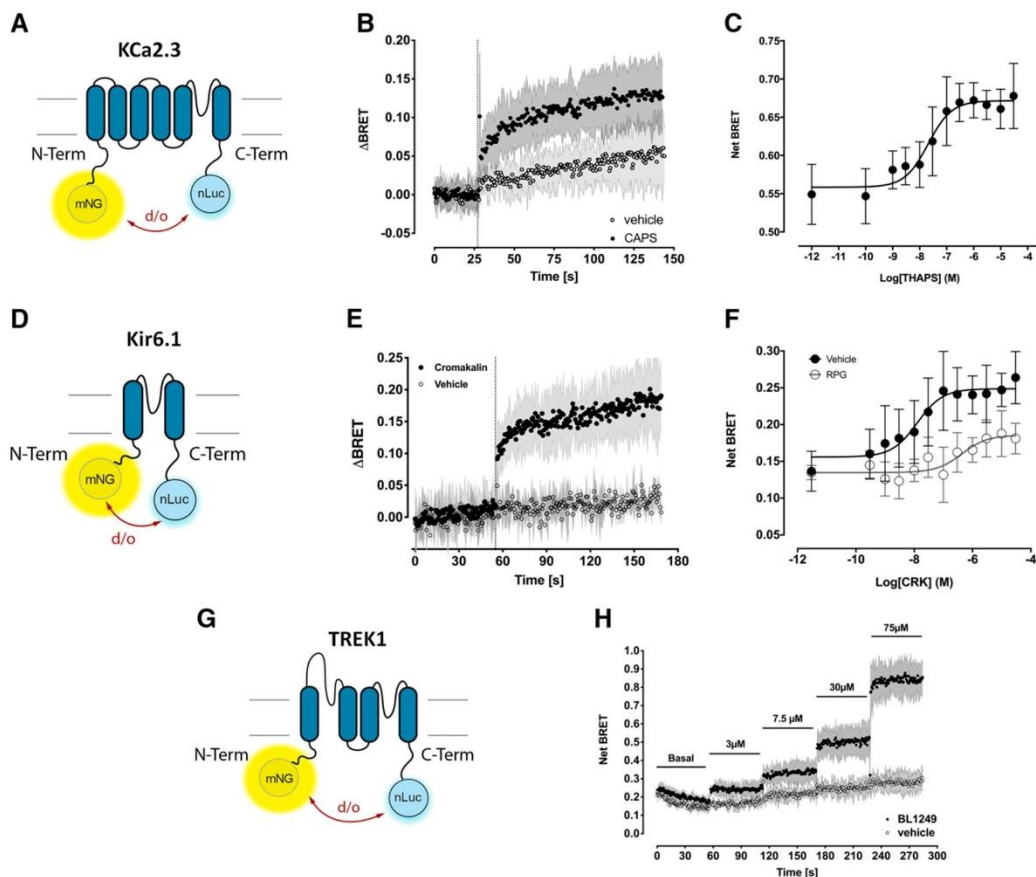 A
KCa2.3
N-Term
C-Term
mNG
nLuc
d/o
B
ΔBRET
0.20
0.15
0.10
0.05
0.00
-0.05
vehicle
CAPS
0 25 50 75 100 125 150
Time [s]
C
Net BRET
0.75
0.70
0.65
0.60
0.55
0.50
-12 -11 -10 -9 -8 -7 -6 -5 -4
Log[THAPS] (M)
D
Kir6.1
N-Term
C-Term
mNG
nLuc
d/o
E
ΔBRET
0.25
0.20
0.15
0.10
0.05
0.00
Cromakalin
Vehicle
0 30 60 90 120 150 180
Time [s]
F
Net BRET
0.30
0.25
0.20
0.15
0.10
0.05
Vehicle
RPG
-12 -10 -8 -6 -4
Log[CRK] (M)
G
TREK1
N-Term
C-Term
mNG
nLuc
d/o
H
Net BRET
1.0
0.9
0.8
0.7
0.6
0.5
0.4
0.3
0.2
0.1
0.0
Basal
3µM
7.5 µM
30µM
75µM
BL1249
vehicle
0 30 60 90 120 150 180 210 240 270 300
Time [s]